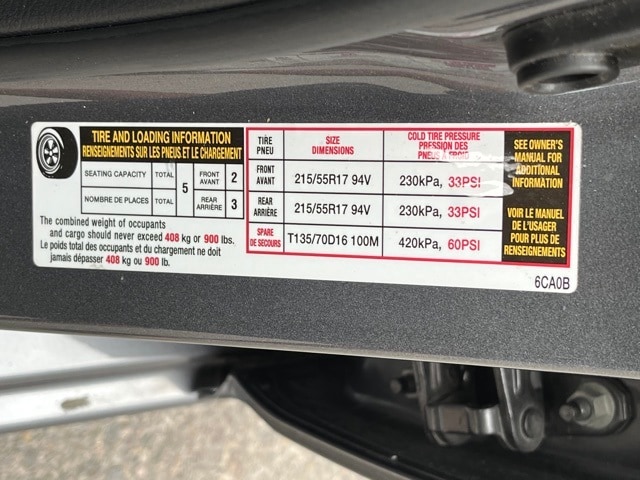 TIRE AND LOADING INFORMATION
RENSEIGNEMENTS SUR LES PNEUS ET LE CHARGEMENT
SEATING CAPACITY TOTAL 5 FRONT AVANT 2
NOMBRE DE PLACES TOTAL REAR ARRIÈRE 3
The combined weight of occupants
and cargo should never exceed 408 kg or 900 lbs.
Le poids total des occupants et du chargement ne doit
jamais dépasser 408 kg ou 900 lb.
TIRE PNEU SIZE DIMENSIONS COLD TIRE PRESSURE PRESSION DES PNEUS À FROID
FRONT AVANT 215/55R17 94V 230kPa, 33PSI
REAR ARRIÈRE 215/55R17 94V 230kPa, 33PSI
SPARE DE SECOURS T135/70D16 100M 420kPa, 60PSI
SEE OWNER'S
MANUAL FOR
ADDITIONAL
INFORMATION
VOIR LE MANUEL
DE L'USAGER
POUR PLUS DE
RENSEIGNEMENTS
6CA0B